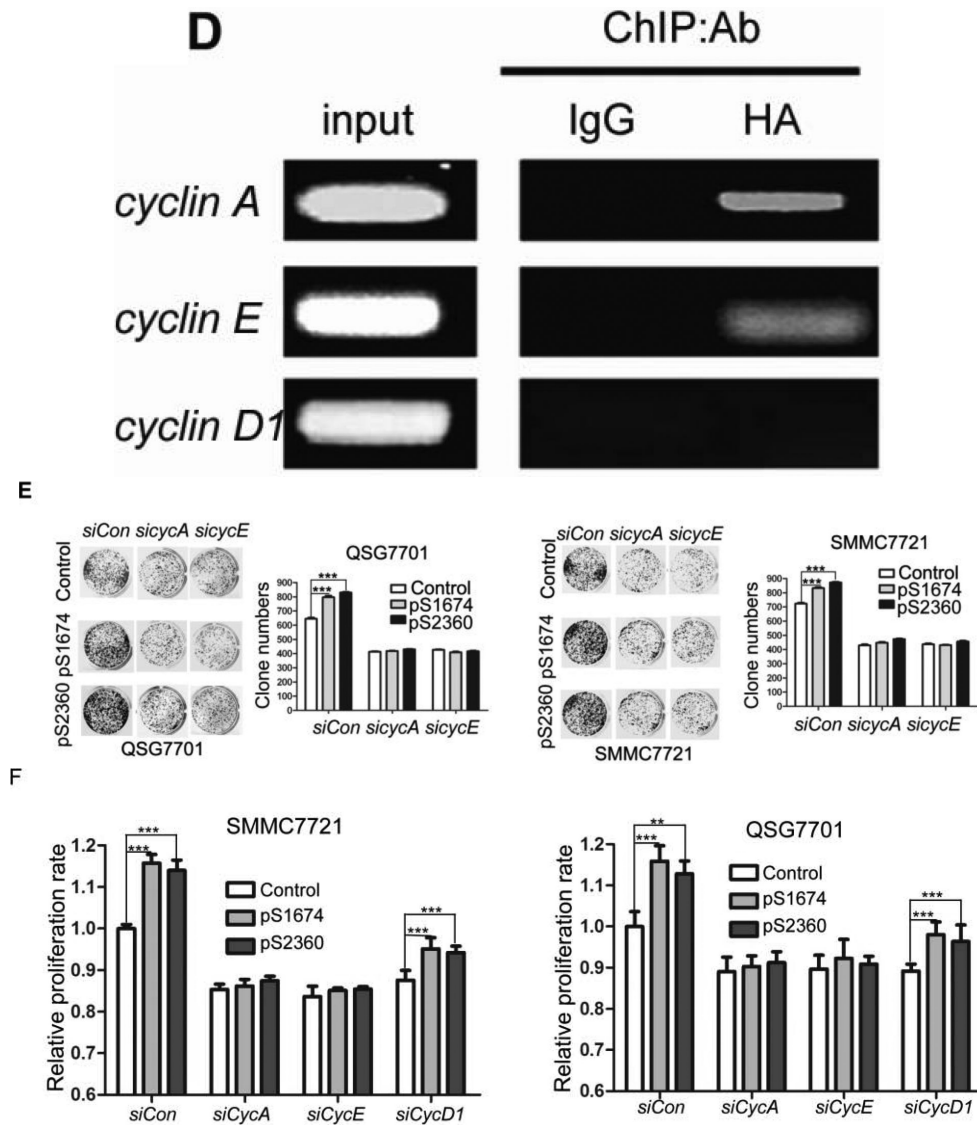 D
ChIP:Ab
input IgG HA
cyclin A
cyclin E
cyclin D1
E
siCon sicycA sicycE
Control
pS1674
pS2360
QSG7701
QSG7701
*** 
***
Control
pS1674
pS2360
Clone numbers
900
800
700
600
500
400
300
200
100
0
siCon sicycA sicycE
siCon sicycA sicycE
Control
pS1674
pS2360
SMMC7721
SMMC7721
***
***
Control
pS1674
pS2360
Clone numbers
900
800
700
600
500
400
300
200
100
0
siCon sicycA sicycE
F
SMMC7721
***
***
Control
pS1674
pS2360
***
***
Relative proliferation rate
1.2
1.1
1.0
0.9
0.8
0.7
0.6
siCon siCycA siCycE siCycD1
QSG7701
**
***
Control
pS1674
pS2360
***
***
Relative proliferation rate
1.2
1.1
1.0
0.9
0.8
0.7
0.6
siCon siCycA siCycE siCycD1